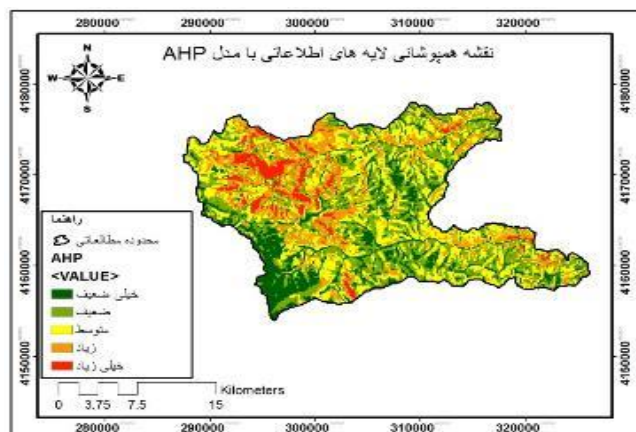 280000 290000 300000 310000 320000
نقشه همپوشانی لایه های اطلاعاتی با مدل AHP
N
W E
S
4180000 4180000
4170000 4170000
4160000 4160000
4150000 4150000
راهنما
محدوده مطالعاتی
AHP
<VALUE>
خیلی ضعیف
ضعیف
متوسط
زیاد
خیلی زیاد
Kilometers
0 3.75 7.5 15
280000 290000 300000 310000 320000